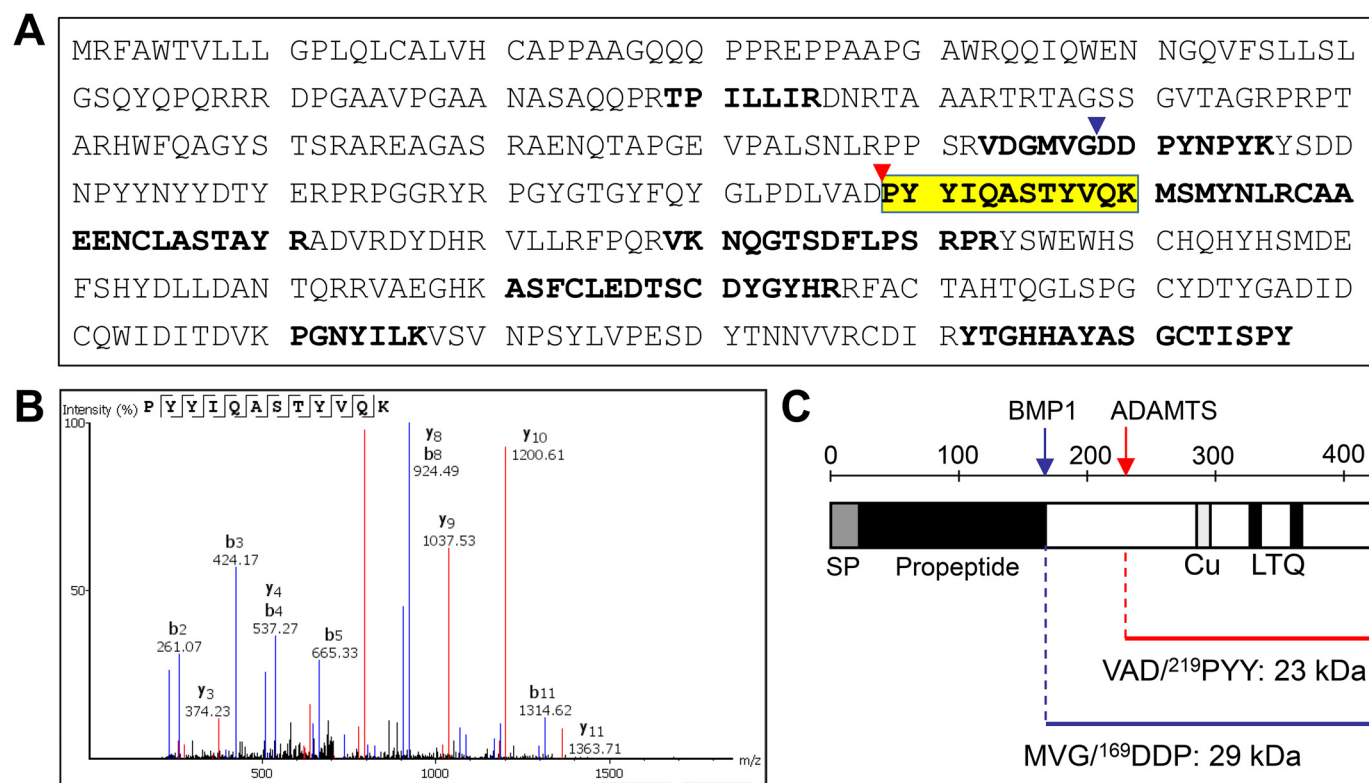 A
MRFAWTVLLL GPLQLCALVH CAPPAAGQQQ PPREPPAAPG AWRQQIQWEN NGQVFSLLSL
GSQYQPQRRR DPGAAVPGAA NASAQQPRTP ILLIRDNRTA AARTRTAGSS GVTAGRPRPT
ARHWFQAGYS TSRAREAGAS RAENQTAPGE VPALSNLRPP SRVDGMVGDD PYNPYKYSDD
NPYYNYYDTY ERPRPGGRYR PGYGTGYFQY GLPDLVADPY YIQASTYVQK MSMYNLRCAA
EENCLASTAY RADVRDYDHR VLLRFPQRVK NQGTSDFLPS RPRYSWEWHS CHQHYHSMDE
FSHYDLLDAN TQRRVAEGHK ASFCLEDTSC DYGYHRRFAC TAHTQGLSPG CYDTYGADID
CQWIDITDVK PGNYILKVSV NPSYLVPESD YTNNVVRCDI RYTGHHAYAS GCTISPY
B
Intensity (%) P Y Y I Q A S T Y V Q K
100
50
b2
261.07
y3
374.23
b3
424.17
y4
b4
537.27
b5
665.33
y8
b8
924.49
y9
1037.53
y10
1200.61
b11
1314.62
y11
1363.71
500 1000 1500 m/z
C
BMP1 ADAMTS
0 100 200 300 400
SP Propeptide Cu LTQ
VAD/219PYY: 23 kDa
MVG/169DDP: 29 kDa